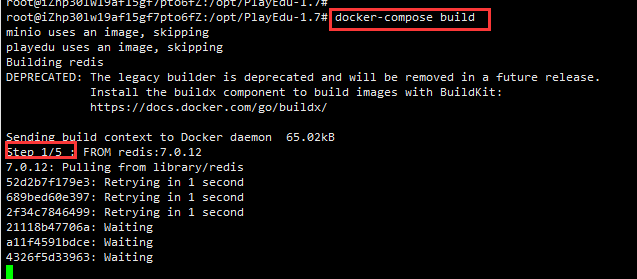 root@iZhp30lw19af15gf7pto6fZ:/opt/PlayEdu-1.7#
root@iZhp30lw19af15gf7pto6fZ:/opt/PlayEdu-1.7# docker-compose build
minio uses an image, skipping
playedu uses an image, skipping
Building redis
DEPRECATED: The legacy builder is deprecated and will be removed in a future release.
Install the buildx component to build images with BuildKit:
https://docs.docker.com/go/buildx/
Sending build context to Docker daemon 65.02kB
Step 1/5 : FROM redis:7.0.12
7.0.12: Pulling from library/redis
52d2b7f179e3: Retrying in 1 second
689bed60e397: Retrying in 1 second
2f34c7846499: Retrying in 1 second
21118b47706a: Waiting
a11f4591bdce: Waiting
4326f5d33963: Waiting